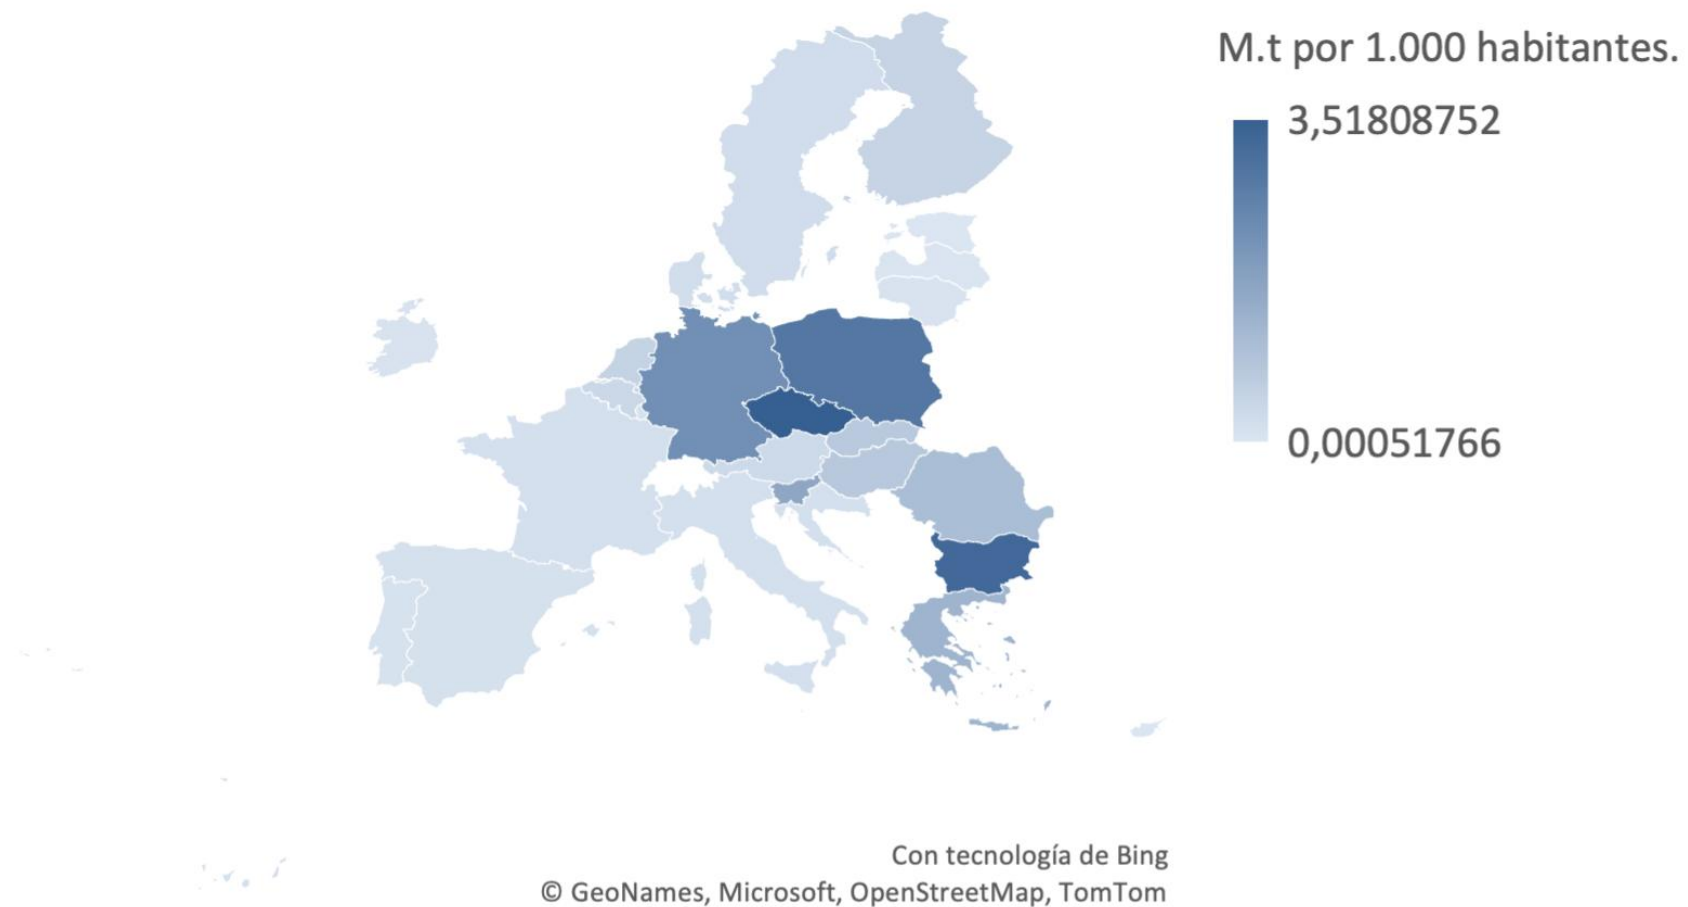 M.t por 1.000 habitantes.
3,51808752
0,00051766
Con tecnología de Bing
© GeoNames, Microsoft, OpenStreetMap, TomTom